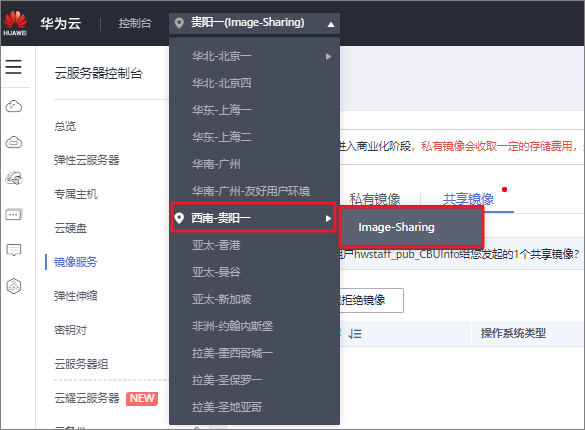 HUAWEI
华为云
控制台
贵阳一(Image-Sharing)
华北-北京一
华北-北京四
华东-上海一
华东-上海二
华南-广州
华南-广州-友好用户环境
西南-贵阳一
亚太-香港
亚太-曼谷
亚太-新加坡
非洲-约翰内斯堡
拉美-墨西哥城一
拉美-圣保罗一
拉美-圣地亚哥
Image-Sharing
云服务器控制台
总览
弹性云服务器
专属主机
云硬盘
镜像服务
弹性伸缩
密钥对
云服务器组
云耀云服务器 NEW
进入商业化阶段，私有镜像会收取一定的存储费用，
私有镜像
共享镜像
用户hwstaff_pub_CBUInfo给您发起的1个共享镜像?
拒绝镜像
操作系统类型